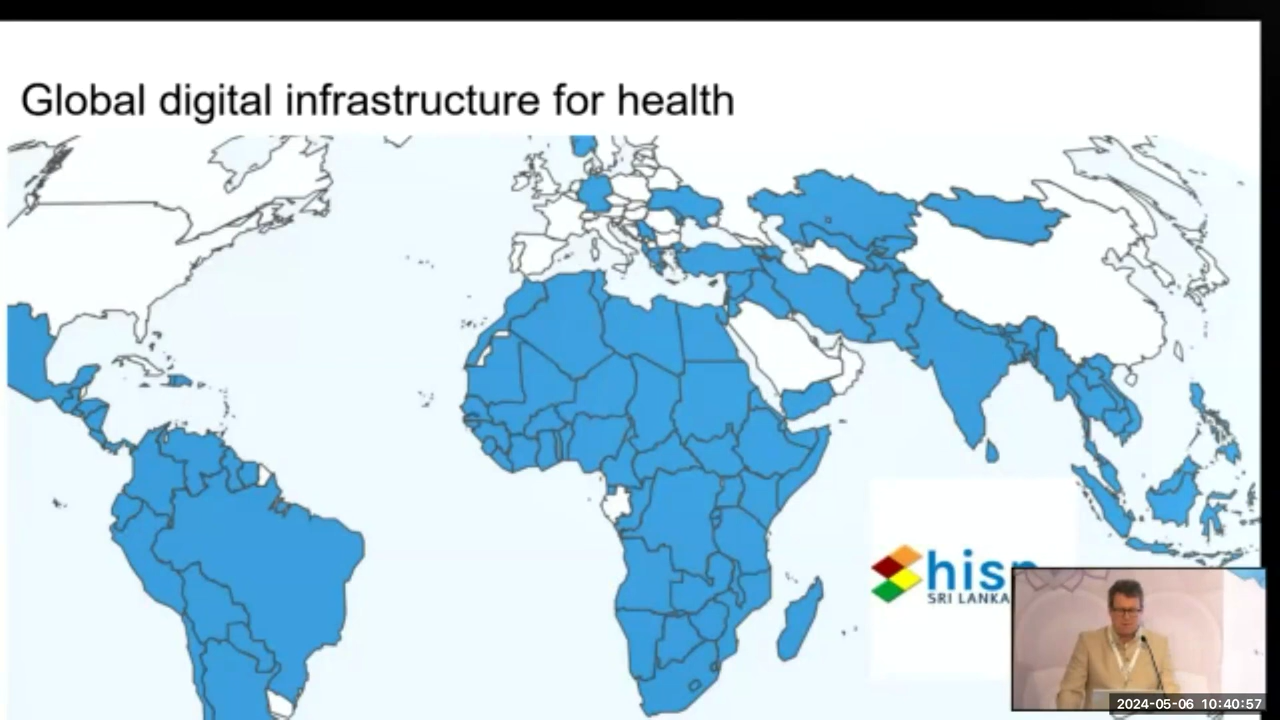 Global digital infrastructure for health
hisp
SRI LANKA
2024-05-06 10:40:57